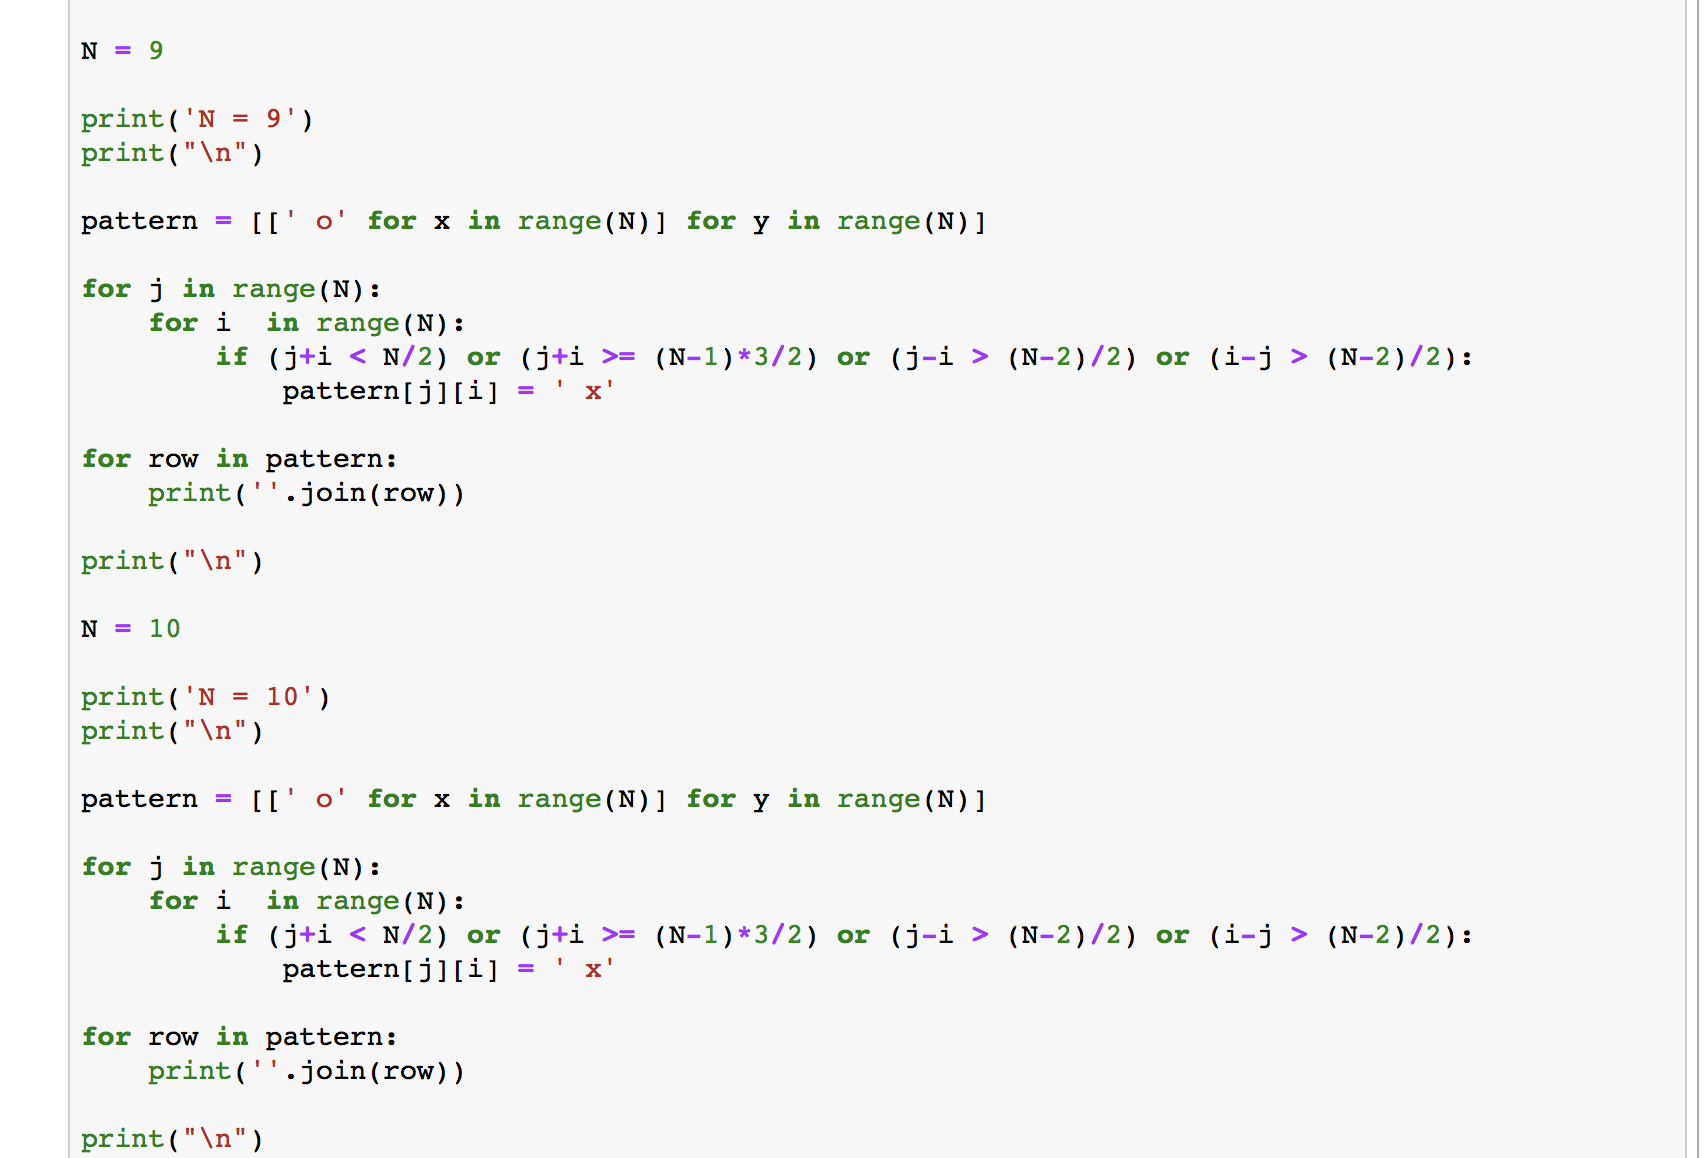 N = 9
print('N = 9')
print("\n")
pattern = [[' o' for x in range(N)] for y in range(N)]
for j in range(N):
    for i  in range(N):
        if (j+i < N/2) or (j+i >= (N-1)*3/2) or (j-i > (N-2)/2) or (i-j > (N-2)/2):
            pattern[j][i] = ' x'
for row in pattern:
    print(''.join(row))
print("\n")
N = 10
print('N = 10')
print("\n")
pattern = [[' o' for x in range(N)] for y in range(N)]
for j in range(N):
    for i  in range(N):
        if (j+i < N/2) or (j+i >= (N-1)*3/2) or (j-i > (N-2)/2) or (i-j > (N-2)/2):
            pattern[j][i] = ' x'
for row in pattern:
    print(''.join(row))
print("\n")